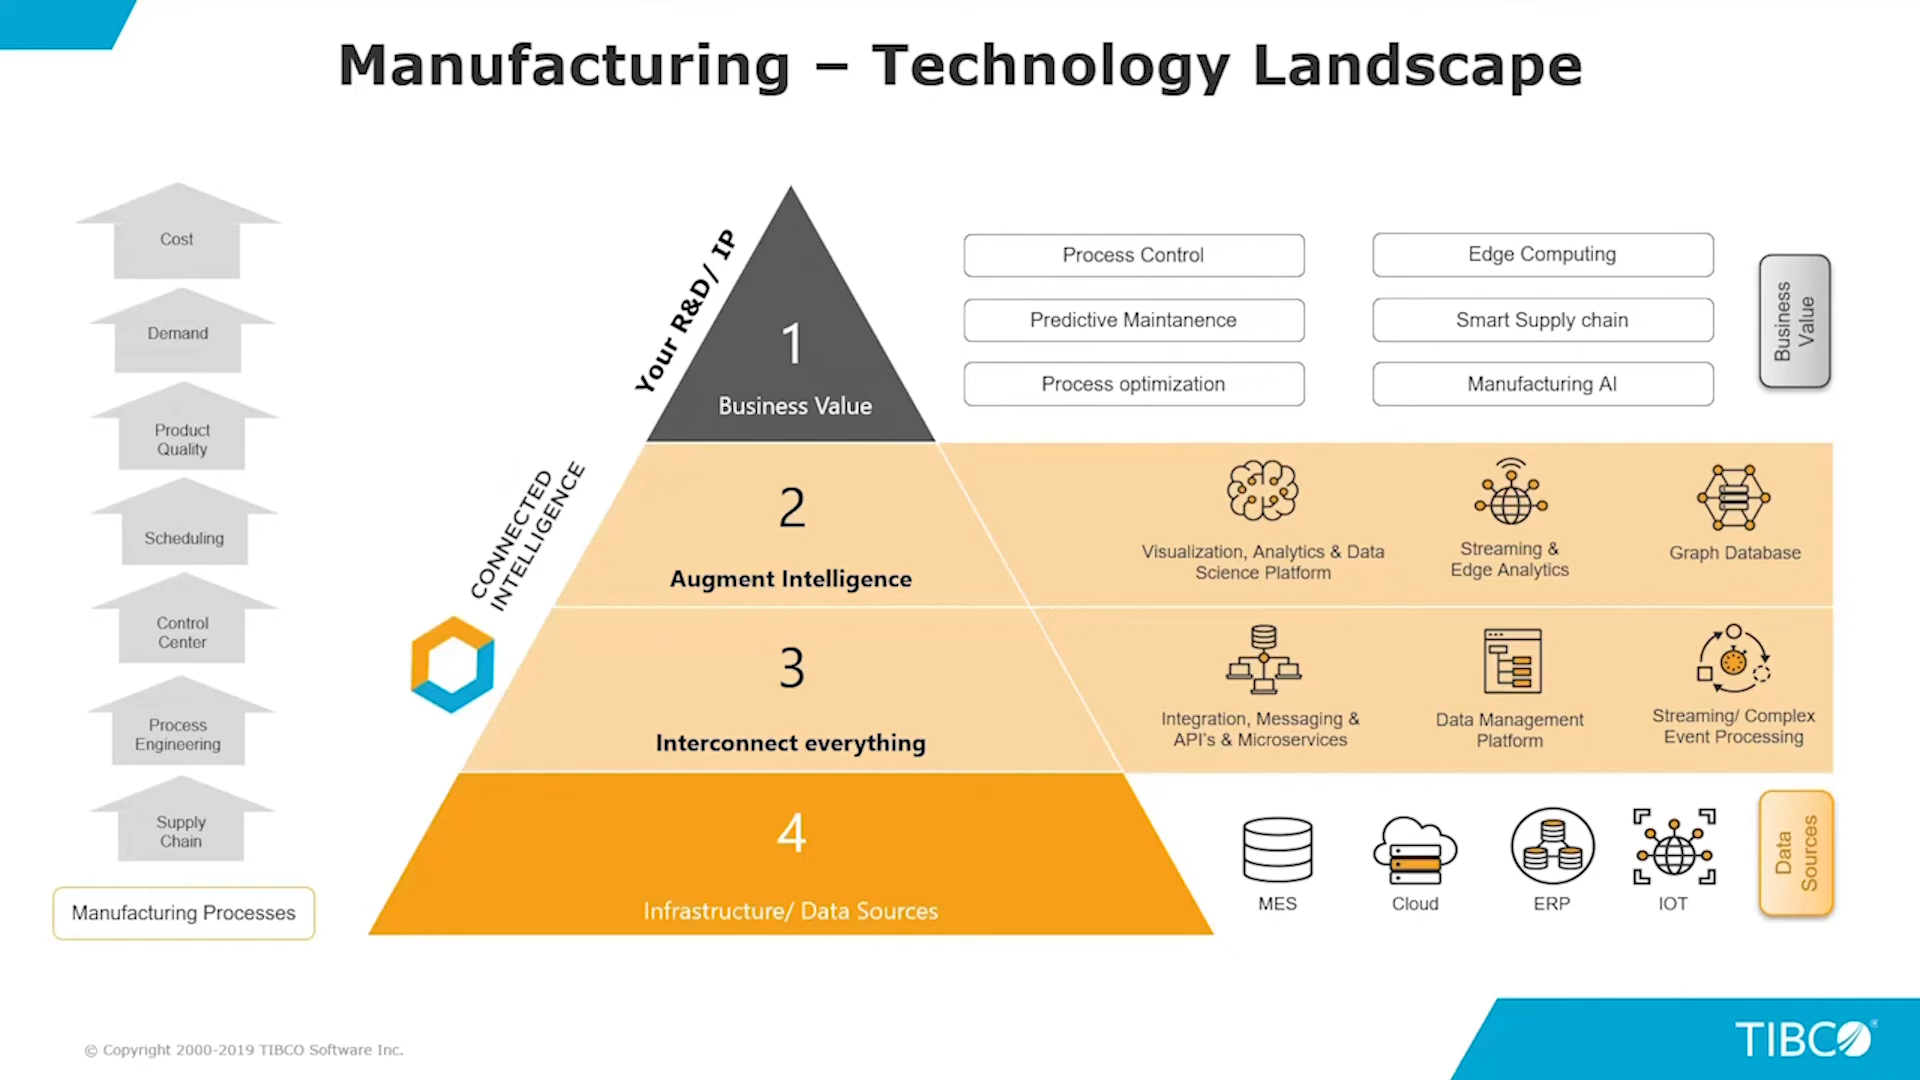 Manufacturing – Technology Landscape
Cost
Demand
Product
Quality
Scheduling
Control
Center
Process
Engineering
Supply
Chain
Manufacturing Processes
Your R&D/ IP
CONNECTED
INTELLIGENCE
1
Business Value
2
Augment Intelligence
3
Interconnect everything
4
Infrastructure/ Data Sources
Process Control
Edge Computing
Predictive Maintanence
Smart Supply chain
Process optimization
Manufacturing AI
Business
Value
Visualization, Analytics & Data
Science Platform
Streaming &
Edge Analytics
Graph Database
Integration, Messaging &
API's & Microservices
Data Management
Platform
Streaming/ Complex
Event Processing
MES
Cloud
ERP
IOT
Data
Sources
© Copyright 2000-2019 TIBCO Software Inc.
TIBCO®